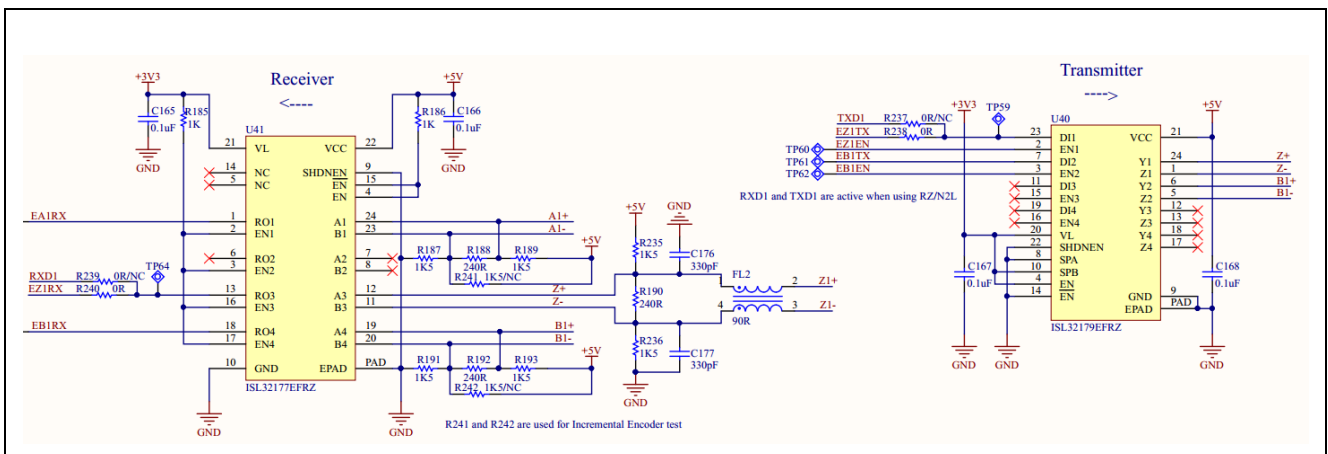 Receiver
<----
Transmitter
---->
+3V3
C165
0.1uF
GND
R185
1K
U41
+5V
R186
1K
C166
0.1uF
GND
21 VL
14 NC
5 NC
1 RO1
2 EN1
6 RO2
3 EN2
13 RO3
16 EN3
18 RO4
17 EN4
10 GND
VCC 22
SHDNEN 9
EN 15
EN 4
A1 24
B1 23
A2 7
B2 8
A3 12
B3 11
A4 19
B4 20
EPAD PAD
ISL32177EFRZ
EA1RX
RXD1 R239 0R/NC TP64
EZ1RX R240 0R
EB1RX
GND
GND
A1+
A1-
+5V
R187 R188 R189
1K5 240R 1K5
R241 1K5/NC
Z+
Z-
B1+
B1-
+5V
R191 R192 R193
1K5 240R 1K5
R242 1K5/NC
R241 and R242 are used for Incremental Encoder test
+5V
R235
1K5
GND
C176
330pF
R190
240R
R236
1K5
C177
330pF
GND
FL2
1 2 Z1+
4 3 Z1-
90R
TXD1 R237 0R/NC TP59
EZ1TX R238 0R
TP60 EZ1EN
TP61 EB1TX
TP62 EB1EN
RXD1 and TXD1 are active when using RZ/N2L
+3V3
C167
0.1uF
GND
GND
U40
23 DI1
2 EN1
7 DI2
3 EN2
11 DI3
15 EN3
19 DI4
16 EN4
20 VL
22 SHDNEN
8 SPA
10 SPB
4 EN
14 EN
VCC 21
Y1 24
Z1 1
Y2 6
Z2 5
Y3 12
Z3 13
Y4 18
Z4 17
GND 9
EPAD PAD
ISL32179EFRZ
+5V
Z+
Z-
B1+
B1-
C168
0.1uF
GND